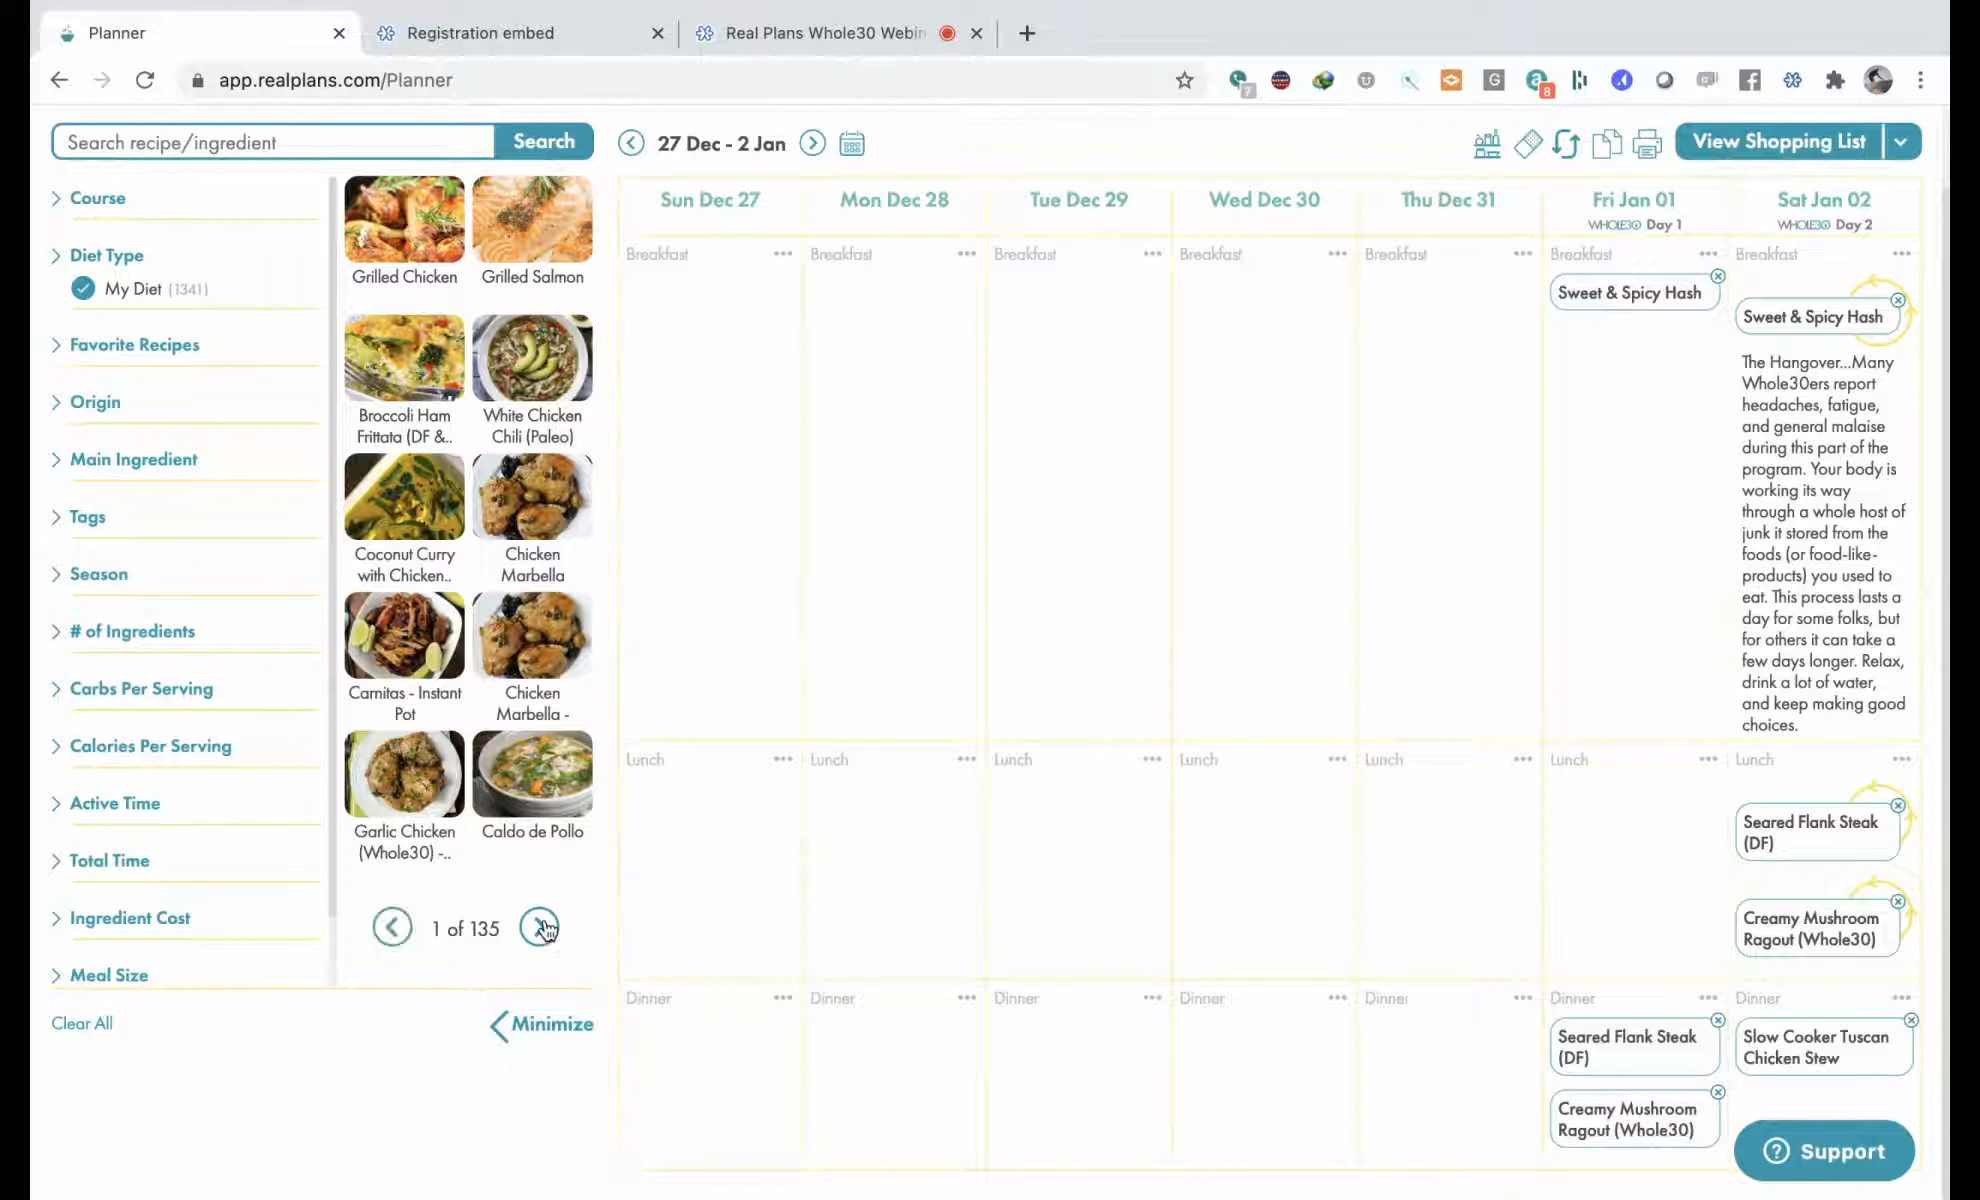 Planner
Registration embed
Real Plans Whole30 Webin
app.realplans.com/Planner
7
G
a
8
Search recipe/ingredient
Search
27 Dec - 2 Jan
View Shopping List
Course
Diet Type
My Diet (1341)
Favorite Recipes
Origin
Main Ingredient
Tags
Season
# of Ingredients
Carbs Per Serving
Calories Per Serving
Active Time
Total Time
Ingredient Cost
Meal Size
Clear All
Minimize
Grilled Chicken
Grilled Salmon
Broccoli Ham
Frittata (DF &..
White Chicken
Chili (Paleo)
Coconut Curry
with Chicken..
Chicken
Marbella
Carnitas - Instant
Pot
Chicken
Marbella -
Garlic Chicken
(Whole30) -..
Caldo de Pollo
1 of 135
Sun Dec 27
Mon Dec 28
Tue Dec 29
Wed Dec 30
Thu Dec 31
Fri Jan 01
WHOLE30 Day 1
Sat Jan 02
WHOLE30 Day 2
Breakfast
Breakfast
Breakfast
Breakfast
Breakfast
Breakfast
Breakfast
Sweet & Spicy Hash
Sweet & Spicy Hash
The Hangover...Many
Whole30ers report
headaches, fatigue,
and general malaise
during this part of the
program. Your body is
working its way
through a whole host of
junk it stored from the
foods (or food-like-
products) you used to
eat. This process lasts a
day for some folks, but
for others it can take a
few days longer. Relax,
drink a lot of water,
and keep making good
choices.
Lunch
Lunch
Lunch
Lunch
Lunch
Lunch
Lunch
Seared Flank Steak
(DF)
Creamy Mushroom
Ragout (Whole30)
Dinner
Dinner
Dinner
Dinner
Dinner
Dinner
Dinner
Seared Flank Steak
(DF)
Creamy Mushroom
Ragout (Whole30)
Slow Cooker Tuscan
Chicken Stew
Support